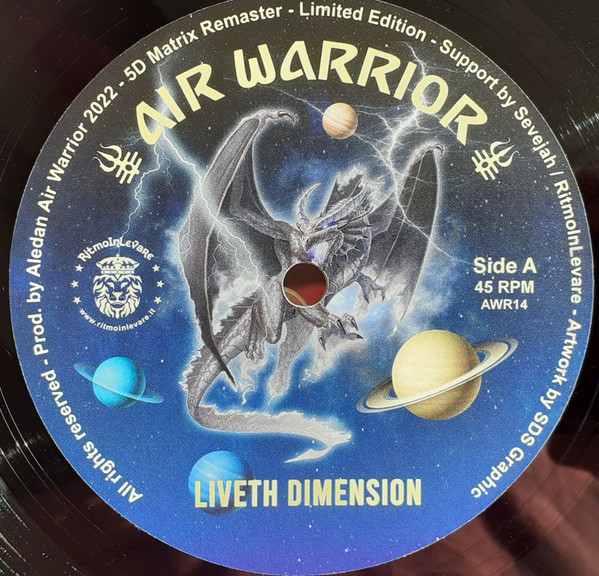 All rights reserved - Prod. by Aledan Air Warrior 2022 - 5D Matrix Remaster - Limited Edition - Support by Sevejah / RitmoInLevare - Artwork by SDS Graphic
AIR WARRIOR
RitmoInLevare
www.ritmoinlevare.it
Side A
45 RPM
AWR14
LIVETH DIMENSION